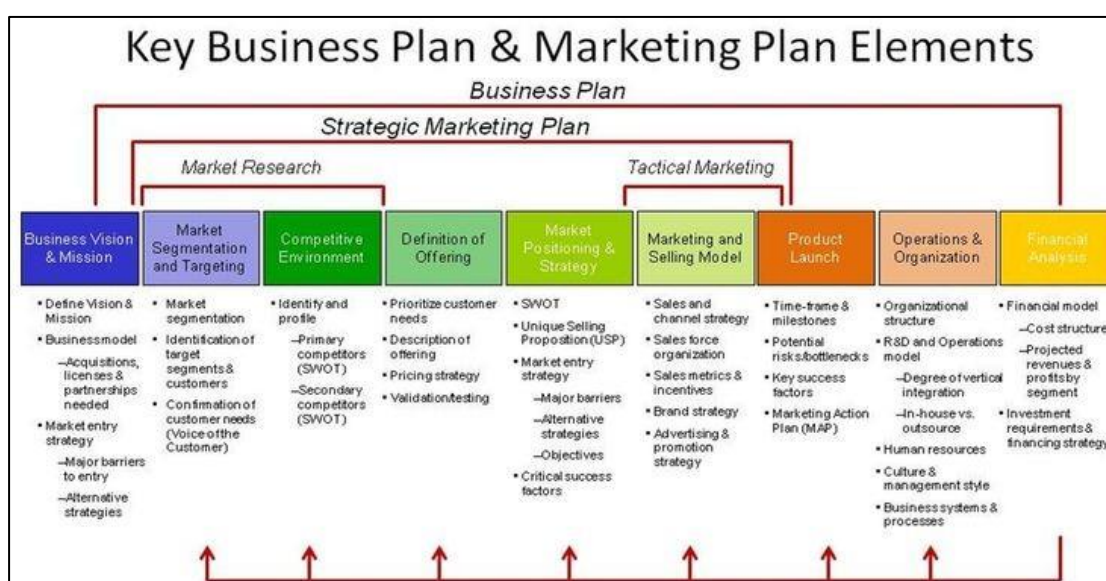 Key Business Plan & Marketing Plan Elements
Business Plan
Strategic Marketing Plan
Market Research
Tactical Marketing
Business Vision
& Mission
Market
Segmentation
and Targeting
Competitive
Environment
Definition of
Offering
Market
Positioning &
Strategy
Marketing and
Selling Model
Product
Launch
Operations &
Organization
Financial
Analysis
• Define Vision &
Mission
• Business model
–Acquisitions,
licenses &
partnerships
needed
• Market entry
strategy
–Major barriers
to entry
–Alternative
strategies
• Market
segmentation
• Identification of
target
segments &
customers
• Confirmation of
customer needs
(Voice of the
Customer)
• Identify and
profile
–Primary
competitors
(SWOT)
–Secondary
competitors
(SWOT)
• Prioritize customer
needs
• Description of
offering
• Pricing strategy
• Validation/testing
• SWOT
• Unique Selling
Propostion (USP)
• Market entry
strategy
–Major barriers
–Alternative
strategies
–Objectives
• Critical success
factors
• Sales and
channel strategy
• Sales force
organization
• Sales metrics &
incentives
• Brand strategy
• Advertising &
promotion
strategy
• Time-frame &
milestones
• Potential
risks/bottlenecks
• Key success
factors
• Marketing Action
Plan (MAP)
• Organizational
structure
• R&D and Operations
model
–Degree of vertical
integration
–In-house vs.
outsource
• Human resources
• Culture &
management style
• Business systems &
processes
• Financial model
–Cost structure
–Projected
revenues &
profits by
segment
• Investment
requirements &
financing strategy